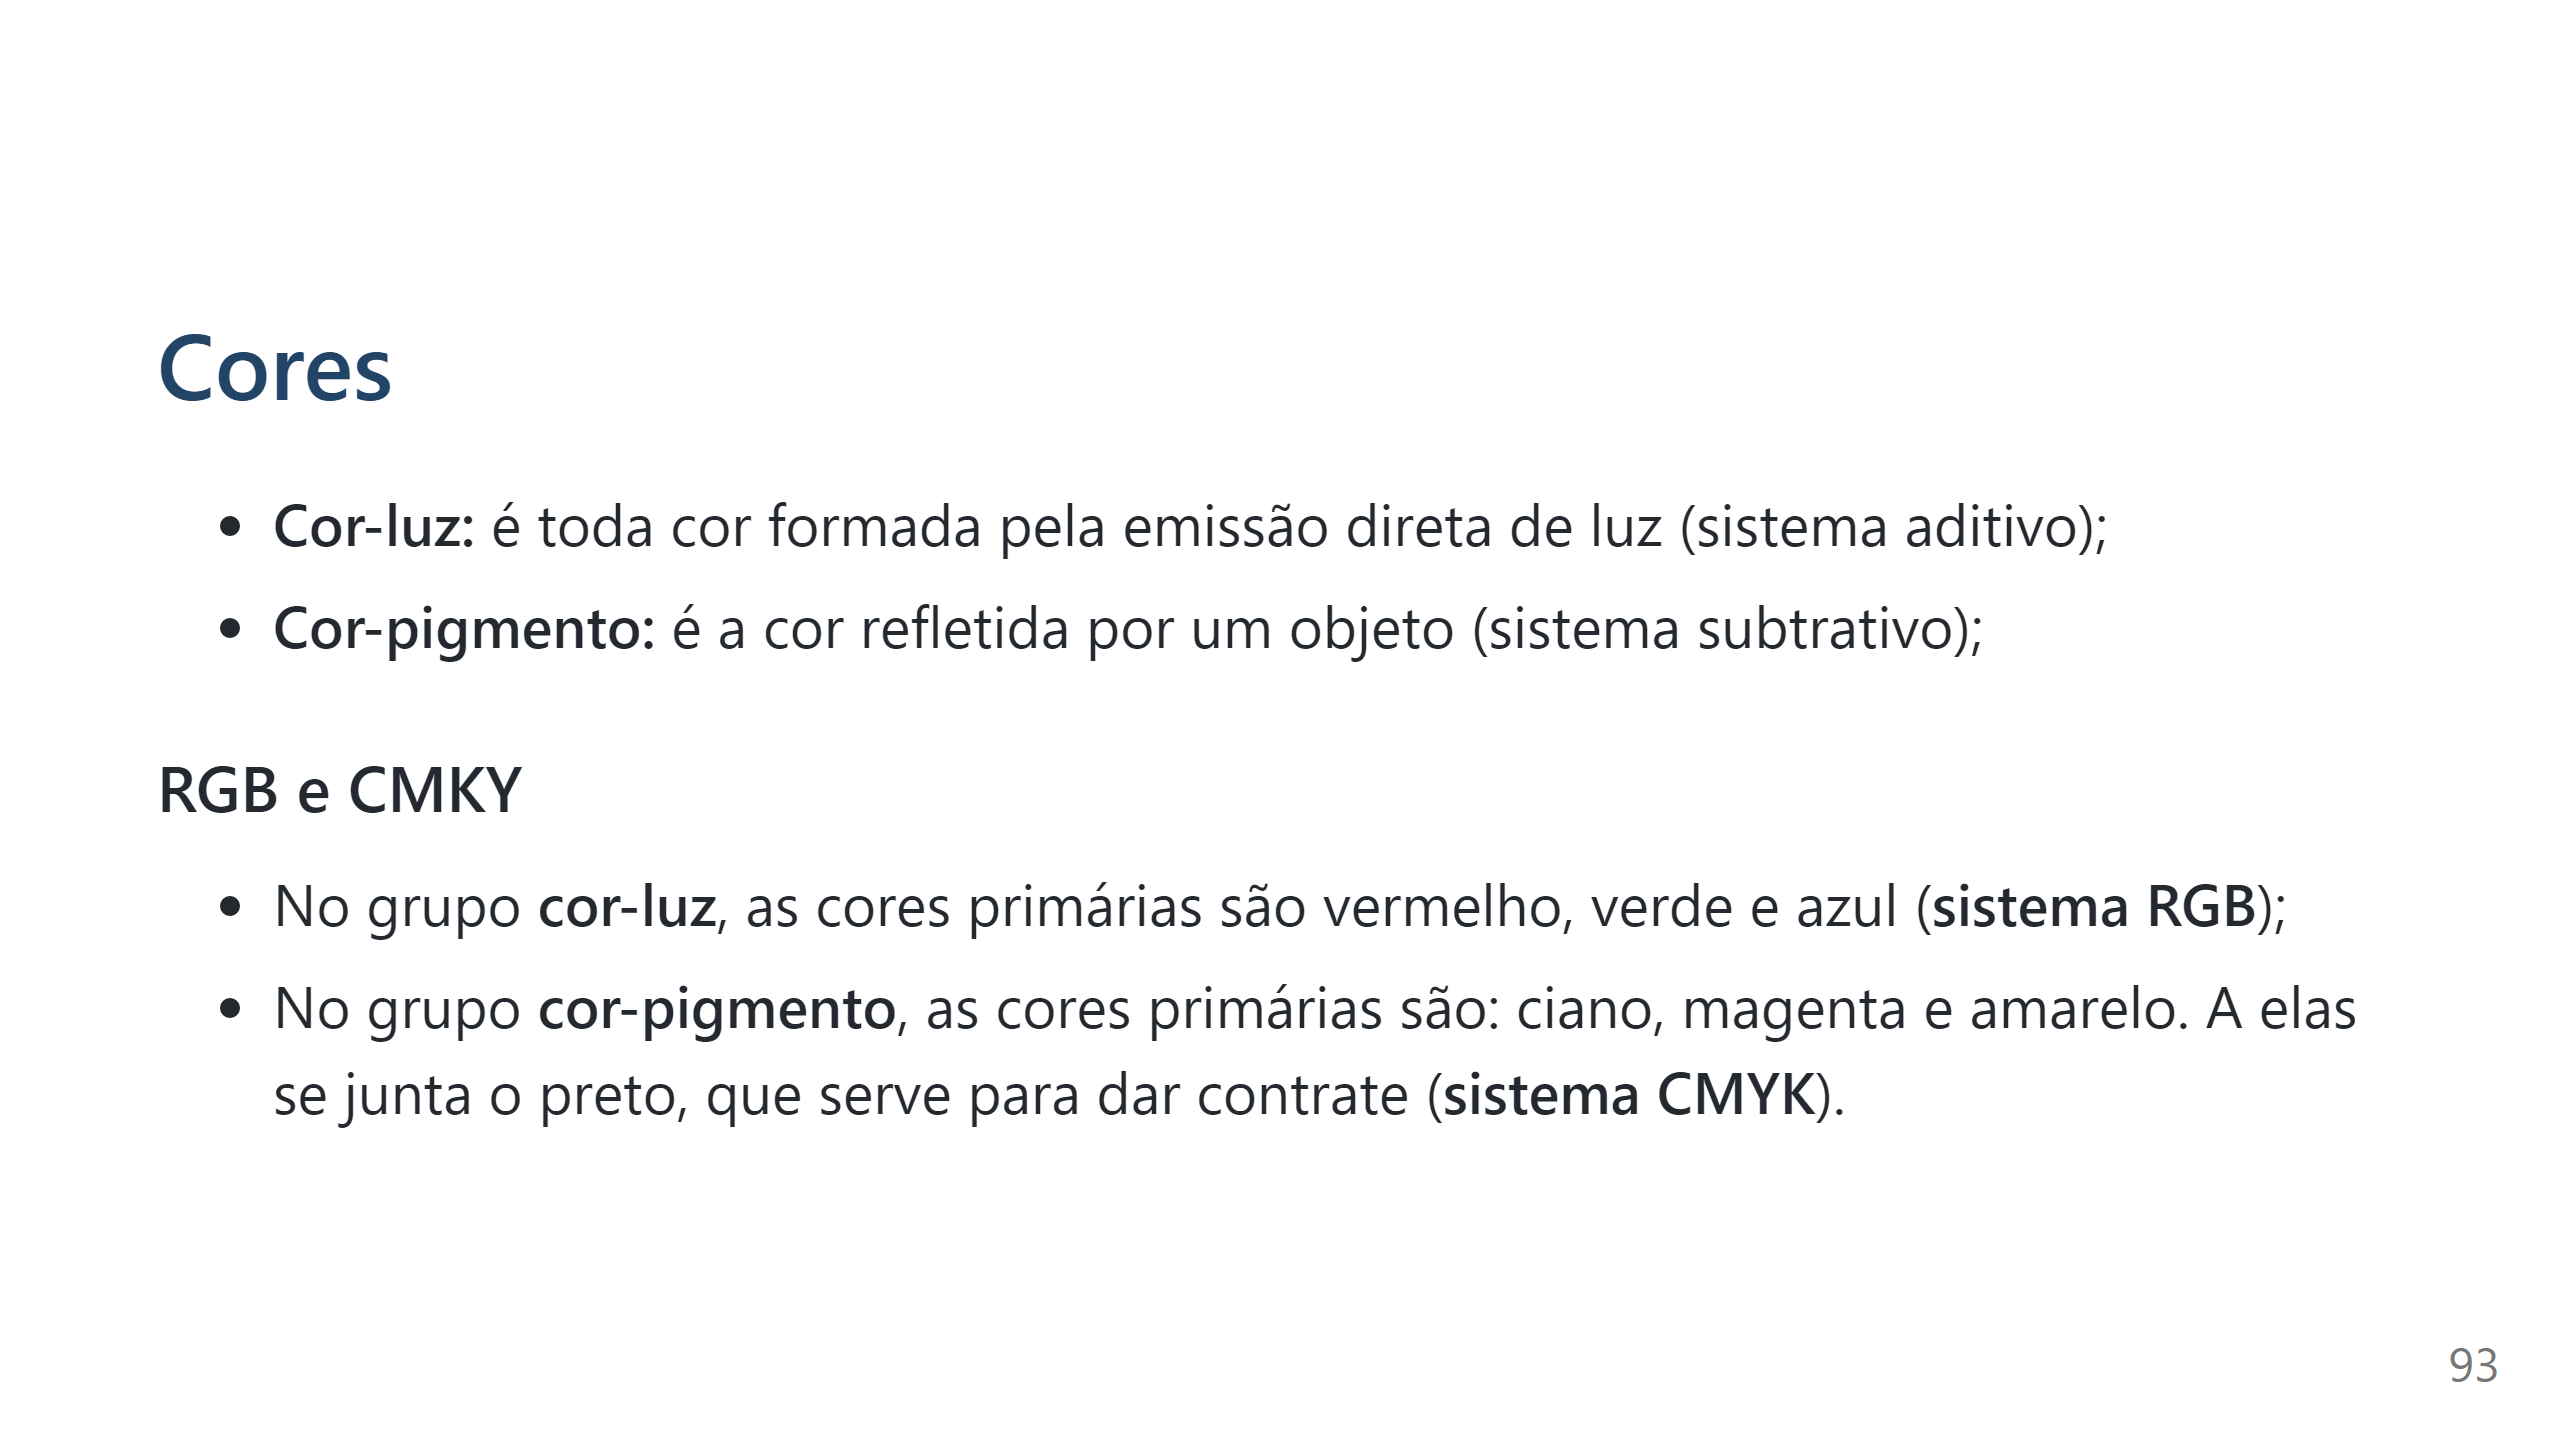 Cores
• Cor-luz: é toda cor formada pela emissão direta de luz (sistema aditivo);
• Cor-pigmento: é a cor refletida por um objeto (sistema subtrativo);
RGB e CMKY
• No grupo cor-luz, as cores primárias são vermelho, verde e azul (sistema RGB);
• No grupo cor-pigmento, as cores primárias são: ciano, magenta e amarelo. A elas
se junta o preto, que serve para dar contrate (sistema CMYK).
93